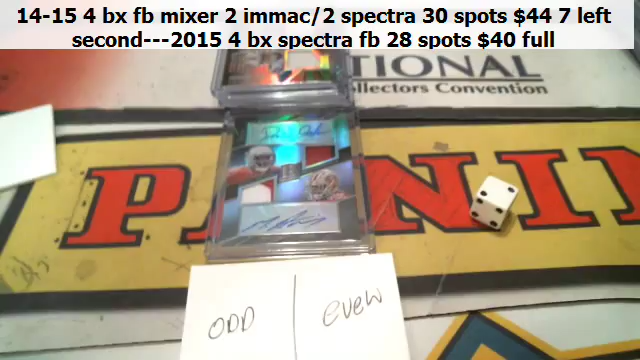 14-15 4 bx fb mixer 2 immac/2 spectra 30 spots $44 7 left
second---2015 4 bx spectra fb 28 spots $40 full
TIONAL
llectors Convention
PANINI
ODD | even